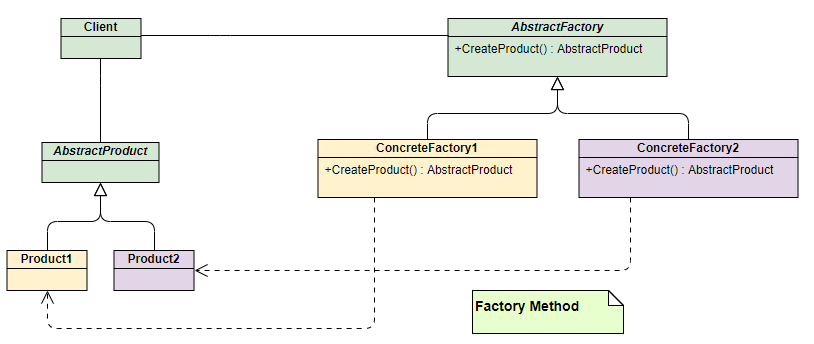 Client
AbstractFactory
+CreateProduct() : AbstractProduct
AbstractProduct
ConcreteFactory1
+CreateProduct() : AbstractProduct
ConcreteFactory2
+CreateProduct() : AbstractProduct
Product1
Product2
Factory Method